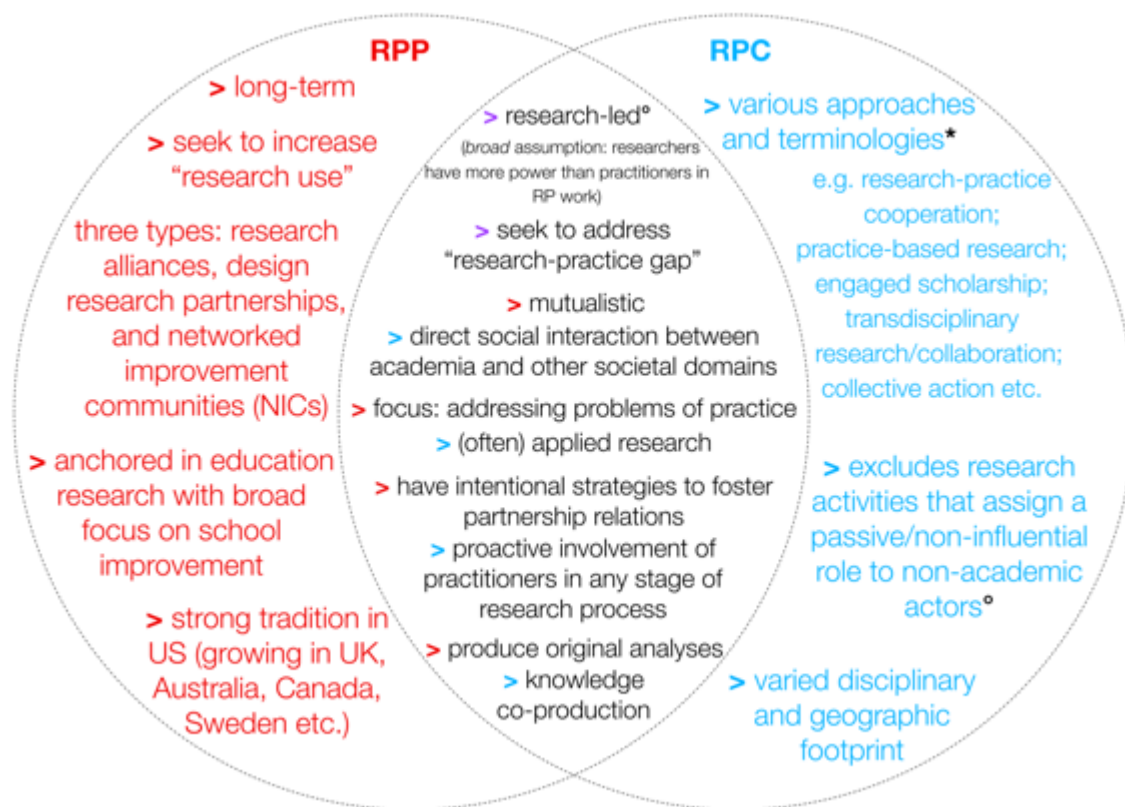 RPP
> long-term
> seek to increase
“research use”
three types: research
alliances, design
research partnerships,
and networked
improvement
communities (NICs)
> anchored in education
research with broad
focus on school
improvement
> strong tradition in
US (growing in UK,
Australia, Canada,
Sweden etc.)
> research-led°
(broad assumption: researchers
have more power than practitioners in
RP work)
> seek to address
“research-practice gap”
> mutualistic
> direct social interaction between
academia and other societal domains
> focus: addressing problems of practice
> (often) applied research
> have intentional strategies to foster
partnership relations
> proactive involvement of
practitioners in any stage of
research process
> produce original analyses
> knowledge
co-production
RPC
> various approaches
and terminologies*
e.g. research-practice
cooperation;
practice-based research;
engaged scholarship;
transdisciplinary
research/collaboration;
collective action etc.
> excludes research
activities that assign a
passive/non-influential
role to non-academic
actors°
> varied disciplinary
and geographic
footprint